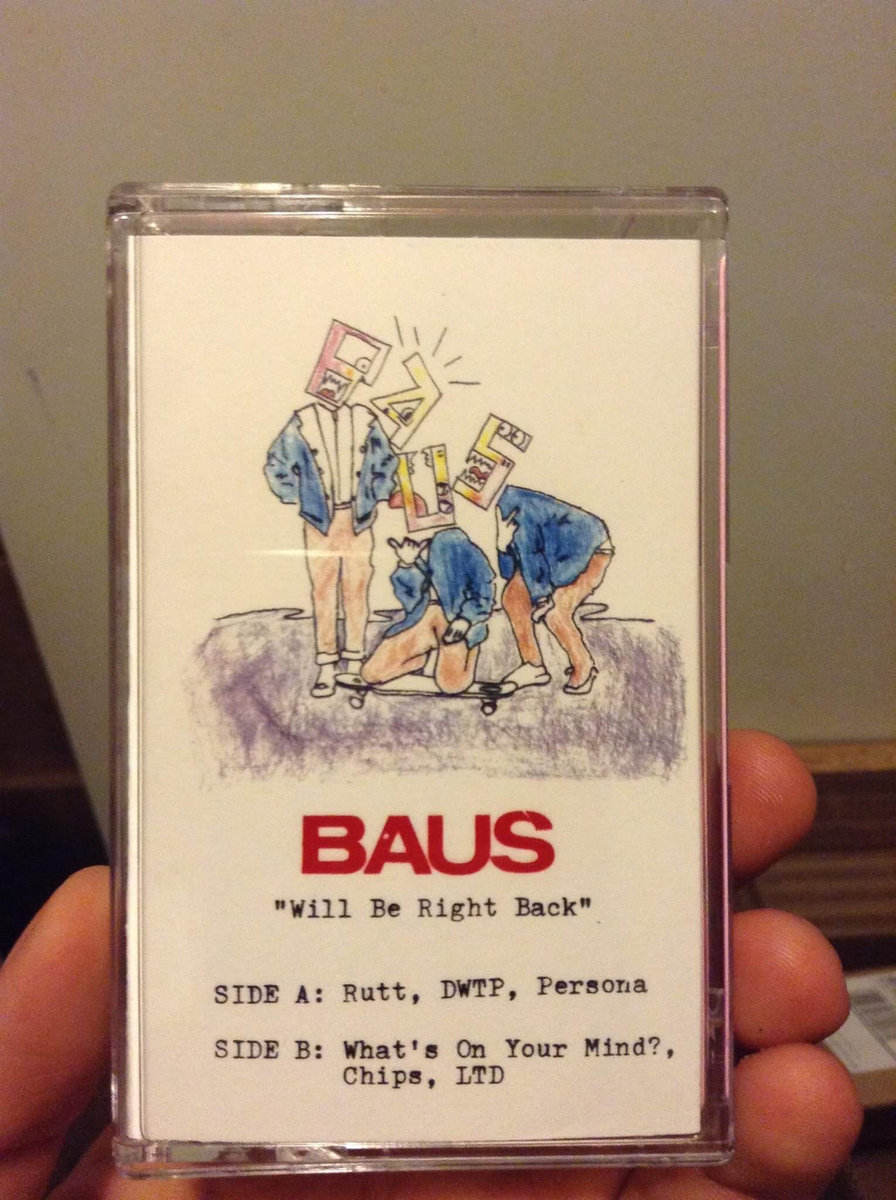 BAUS
"Will Be Right Back"
SIDE A: Rutt, DWTP, Persona
SIDE B: What's On Your Mind?,
Chips, LTD